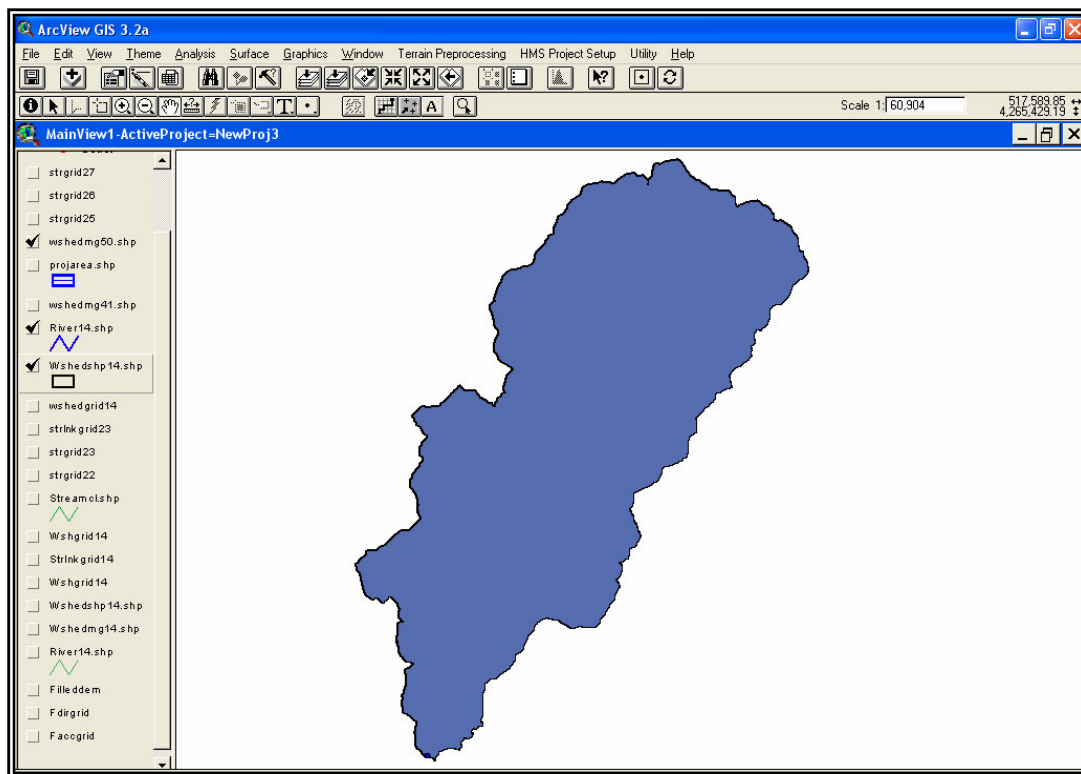 ArcView GIS 3.2a
File Edit View Theme Analysis Surface Graphics Window Terrain Preprocessing HMS Project Setup Utility Help
T A Scale 1: 60,904 517,589.85
4,265,429.19
MainView1-ActiveProject=NewProj3
strgrid27
strgrid26
strgrid25
wshedmg50.shp
projarea.shp
wshedmg41.shp
River14.shp
Wshedshp14.shp
wshedgrid14
strlnkgrid23
strgrid23
strgrid22
Streamcl.shp
Wshgrid14
Strlnkgrid14
Wshgrid14
Wshedshp14.shp
Wshedmg14.shp
River14.shp
Filleddem
Fdirgrid
Faccgrid